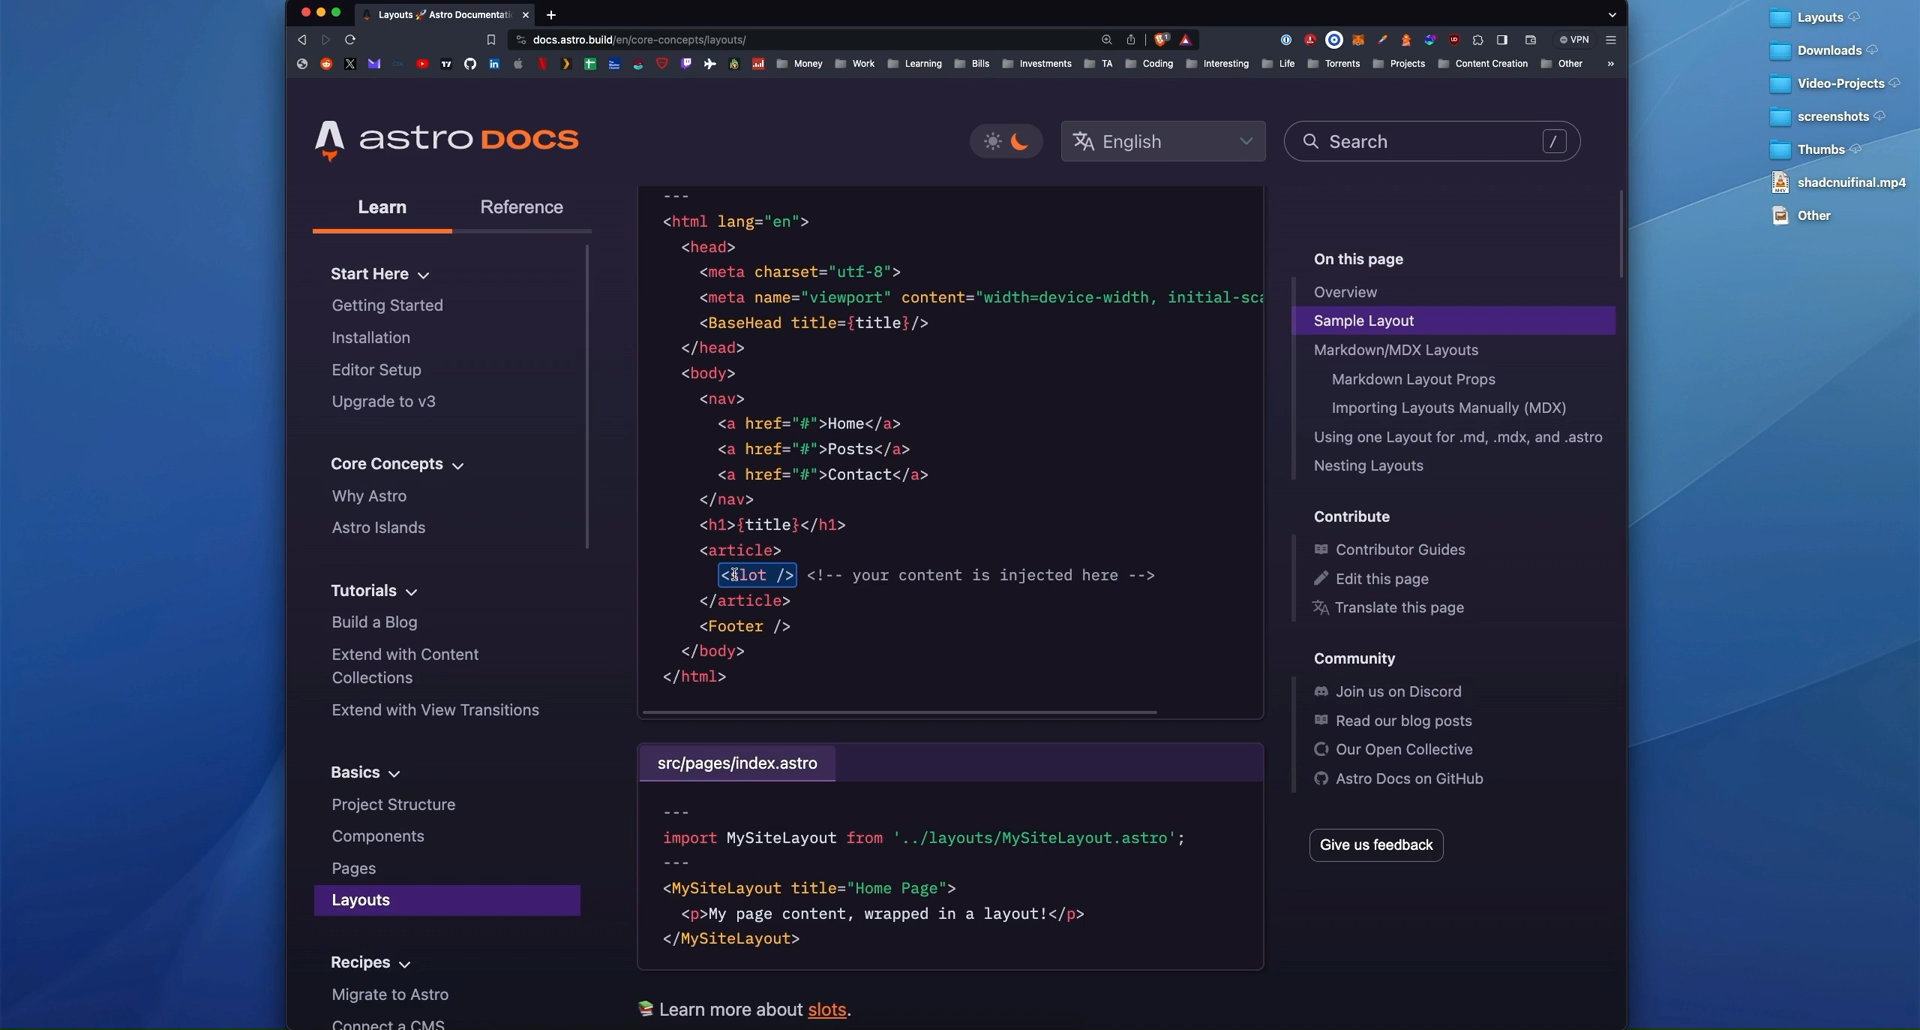 Layouts 🚀 Astro Documentati
docs.astro.build/en/core-concepts/layouts/
VPN
Money
Work
Learning
Bills
Investments
TA
Coding
Interesting
Life
Torrents
Projects
Content Creation
Other
»
astro DOCS
English
Search
/
Learn
Reference
Start Here
Getting Started
Installation
Editor Setup
Upgrade to v3
Core Concepts
Why Astro
Astro Islands
Tutorials
Build a Blog
Extend with Content
Collections
Extend with View Transitions
Basics
Project Structure
Components
Pages
Layouts
Recipes
Migrate to Astro
Connect a CMS
---
<html lang="en">
<head>
<meta charset="utf-8">
<meta name="viewport" content="width=device-width, initial-sca
<BaseHead title={title}/>
</head>
<body>
<nav>
<a href="#">Home</a>
<a href="#">Posts</a>
<a href="#">Contact</a>
</nav>
<h1>{title}</h1>
<article>
<slot /> <!-- your content is injected here -->
</article>
<Footer />
</body>
</html>
src/pages/index.astro
---
import MySiteLayout from '../layouts/MySiteLayout.astro';
---
<MySiteLayout title="Home Page">
<p>My page content, wrapped in a layout!</p>
</MySiteLayout>
📚 Learn more about slots.
On this page
Overview
Sample Layout
Markdown/MDX Layouts
Markdown Layout Props
Importing Layouts Manually (MDX)
Using one Layout for .md, .mdx, and .astro
Nesting Layouts
Contribute
Contributor Guides
Edit this page
Translate this page
Community
Join us on Discord
Read our blog posts
Our Open Collective
Astro Docs on GitHub
Give us feedback
Layouts
Downloads
Video-Projects
screenshots
Thumbs
shadcnuifinal.mp4
Other